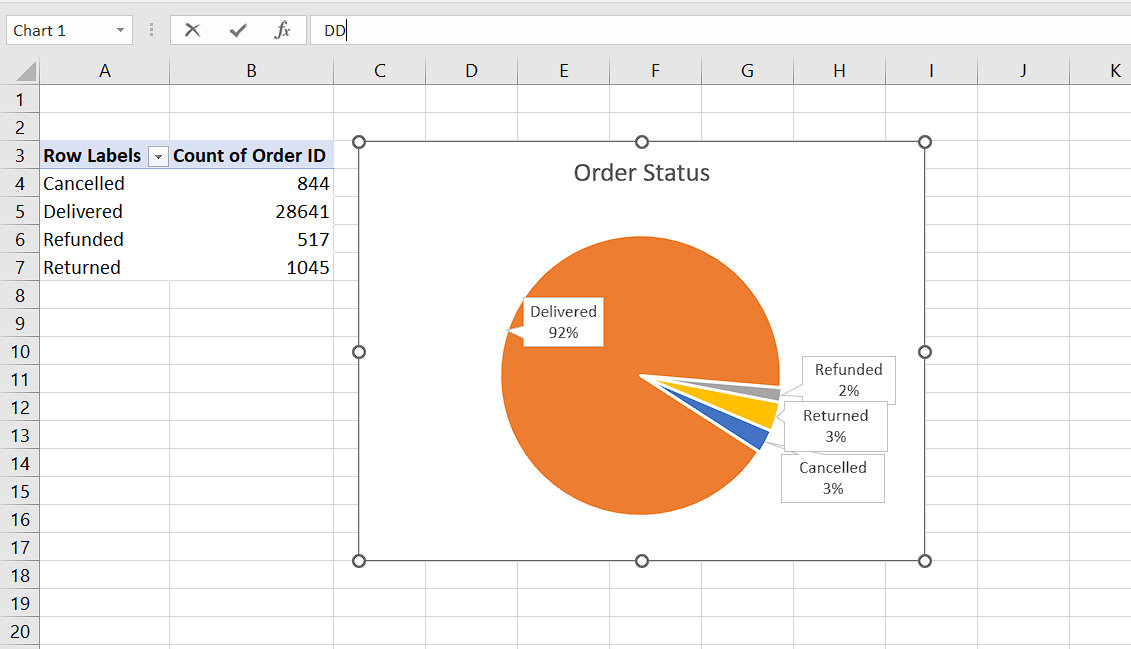 Chart 1
fx DD
A B C D E F G H I J K
1
2
3 Row Labels Count of Order ID
4 Cancelled 844
5 Delivered 28641
6 Refunded 517
7 Returned 1045
8
9
10
11
12
13
14
15
16
17
18
19
20
Order Status
Delivered
92%
Refunded
2%
Returned
3%
Cancelled
3%